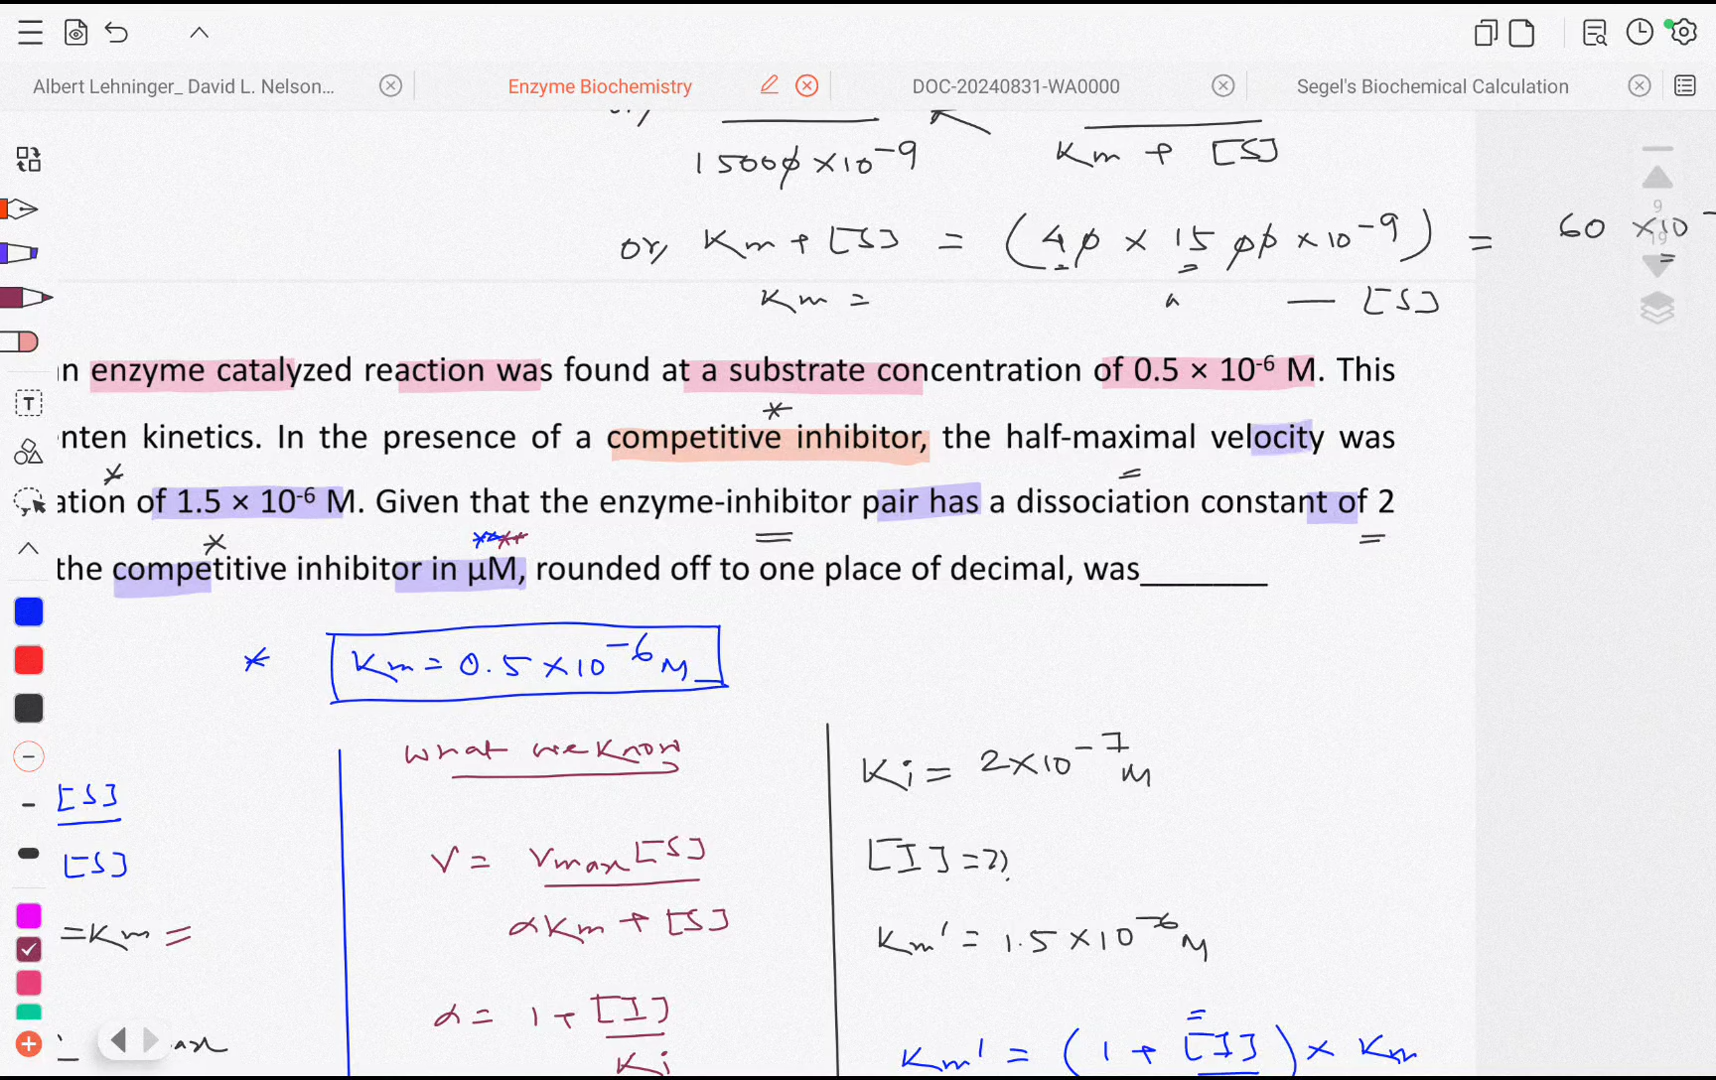 Albert Lehninger_ David L. Nelson... Enzyme Biochemistry DOC-20240831-WA0000 Segel's Biochemical Calculation
or,
15000 × 10⁻⁹ Km + [S]
or, Km + [S] = (40 × 1500 × 10⁻⁹) = 60 × 10⁻
Km = — [S]
9
19
n enzyme catalyzed reaction was found at a substrate concentration of 0.5 × 10⁻⁶ M. This
nten kinetics. In the presence of a competitive inhibitor, the half-maximal velocity was
ation of 1.5 × 10⁻⁶ M. Given that the enzyme-inhibitor pair has a dissociation constant of 2
the competitive inhibitor in µM, rounded off to one place of decimal, was_______
* Km = 0.5 × 10⁻⁶ M
[S]
[S]
= Km =
ax
what we know
V = Vmax [S]
αKm + [S]
α = 1 + [I]
Ki
Ki = 2 × 10⁻⁷ M
[I] = ??
Km' = 1.5 × 10⁻⁶ M
Km' = (1 + [I]) × Km